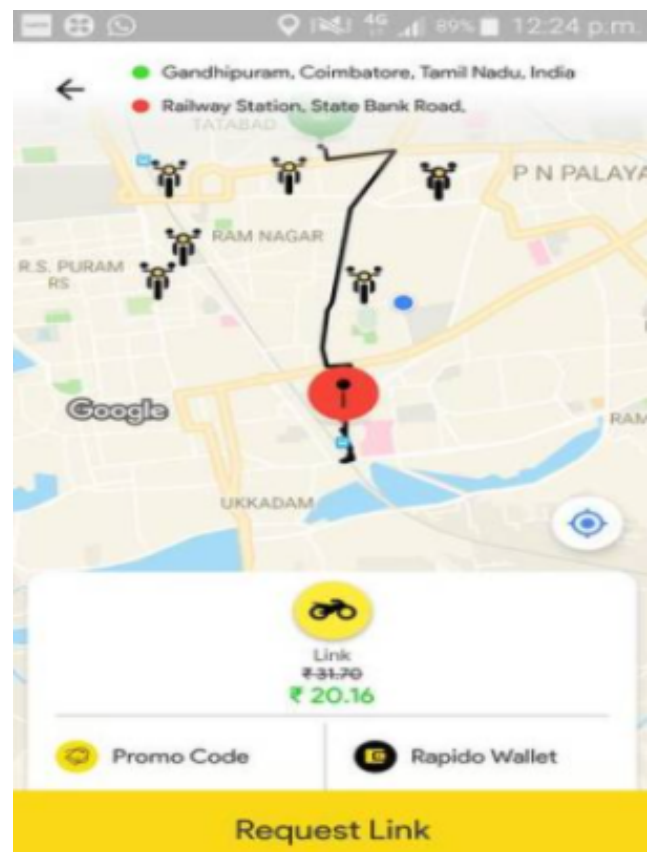 4G 89% 12:24 p.m.
Gandhipuram, Coimbatore, Tamil Nadu, India
Railway Station, State Bank Road,
TATABAD
P N PALAYA
RAM NAGAR
R.S. PURAM
RS
Google
RAM
UKKADAM
Link
₹31.70
₹ 20.16
Promo Code
Rapido Wallet
Request Link